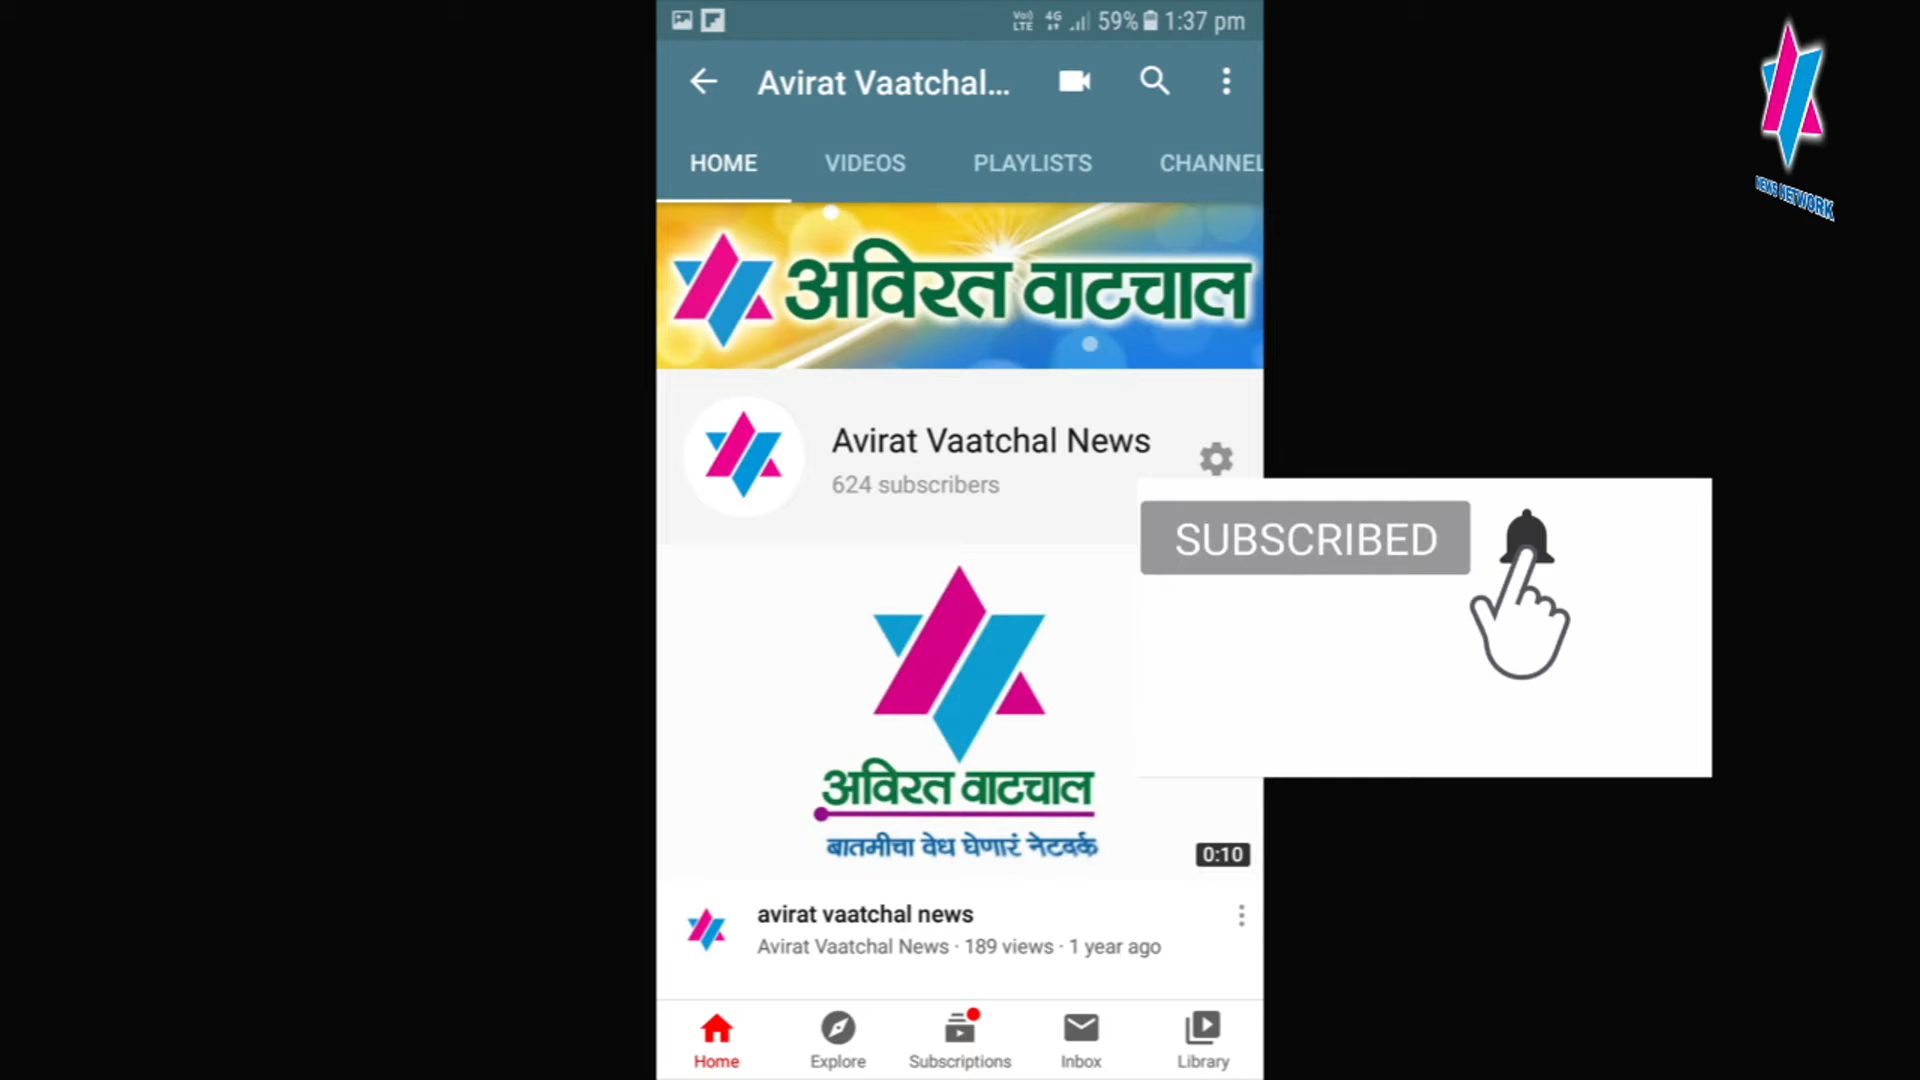 VoLTE 4G 59% 1:37 pm
Avirat Vaatchal...
HOME VIDEOS PLAYLISTS CHANNEL
NEWS NETWORK
अविरत वाटचाल
Avirat Vaatchal News
624 subscribers
SUBSCRIBED
अविरत वाटचाल
बातमीचा वेध घेणारं नेटवर्क
0:10
avirat vaatchal news
Avirat Vaatchal News · 189 views · 1 year ago
Home Explore Subscriptions Inbox Library